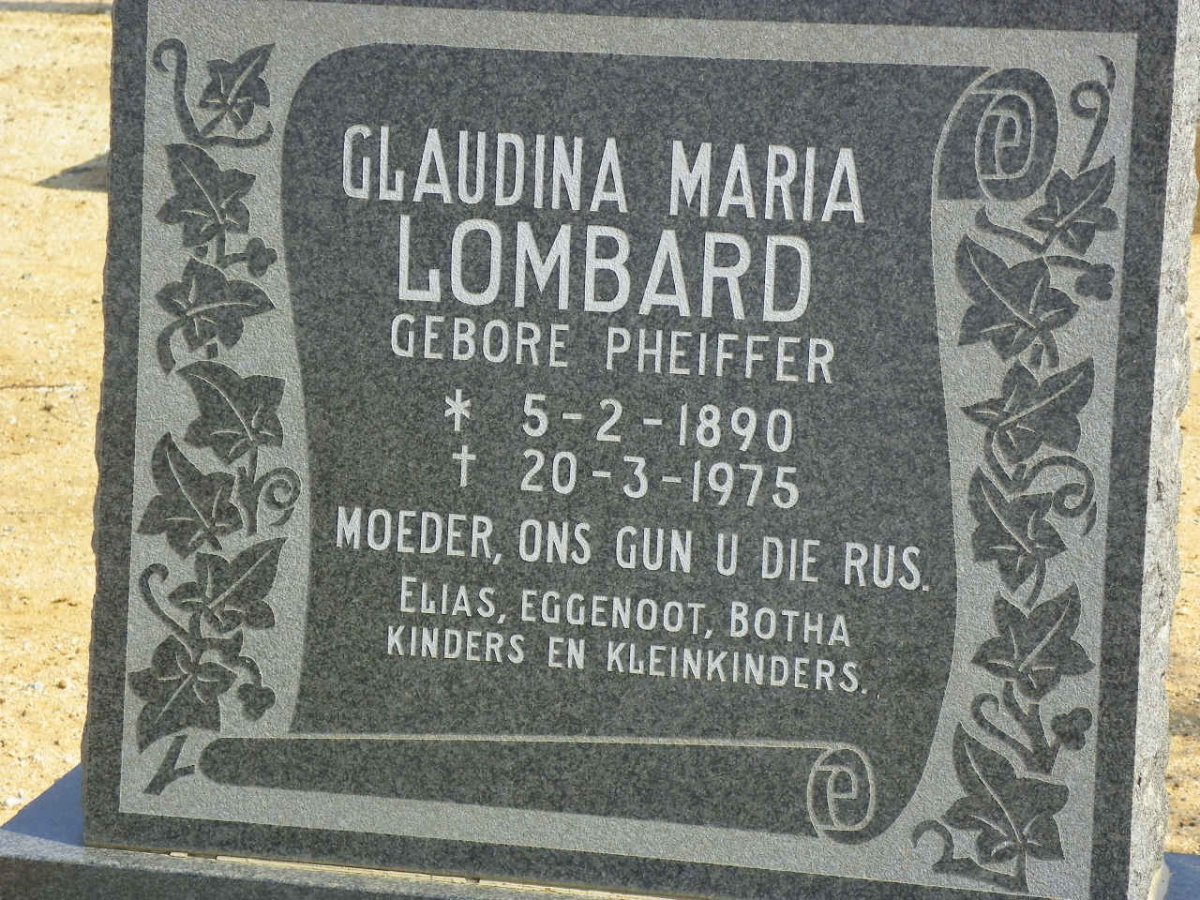 GLAUDINA MARIA
LOMBARD
GEBORE PHEIFFER
* 5-2-1890
† 20-3-1975
MOEDER, ONS GUN U DIE RUS.
ELIAS, EGGENOOT, BOTHA
KINDERS EN KLEINKINDERS.